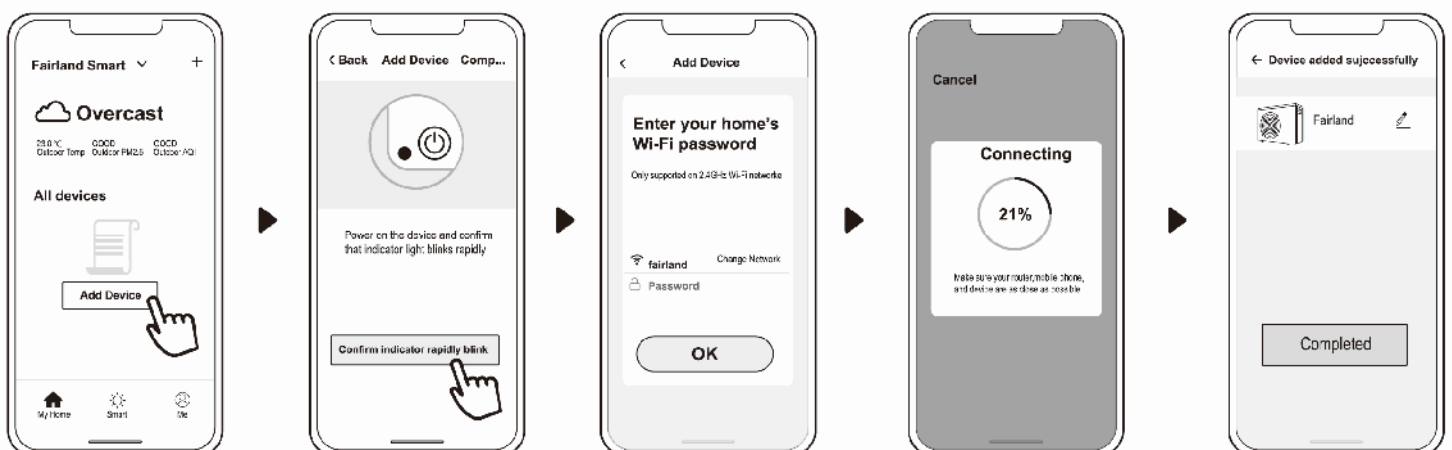 Fairland Smart
+
Overcast
23.0 °C GOOD GOOD
Outdoor Temp Outdoor PM2.5 Outdoor AQI
All devices
Add Device
My Home Smart Me
< Back Add Device Comp...
Power on the device and confirm
that indicator light blinks rapidly
Confirm indicator rapidly blink
< Add Device
Enter your home's
Wi-Fi password
Only supported on 2.4GHz Wi-Fi networks
fairland Change Network
Password
OK
Cancel
Connecting
21%
Make sure your router,mobile phone,
and device are as close as possible
← Device added sujccessfully
Fairland
Completed